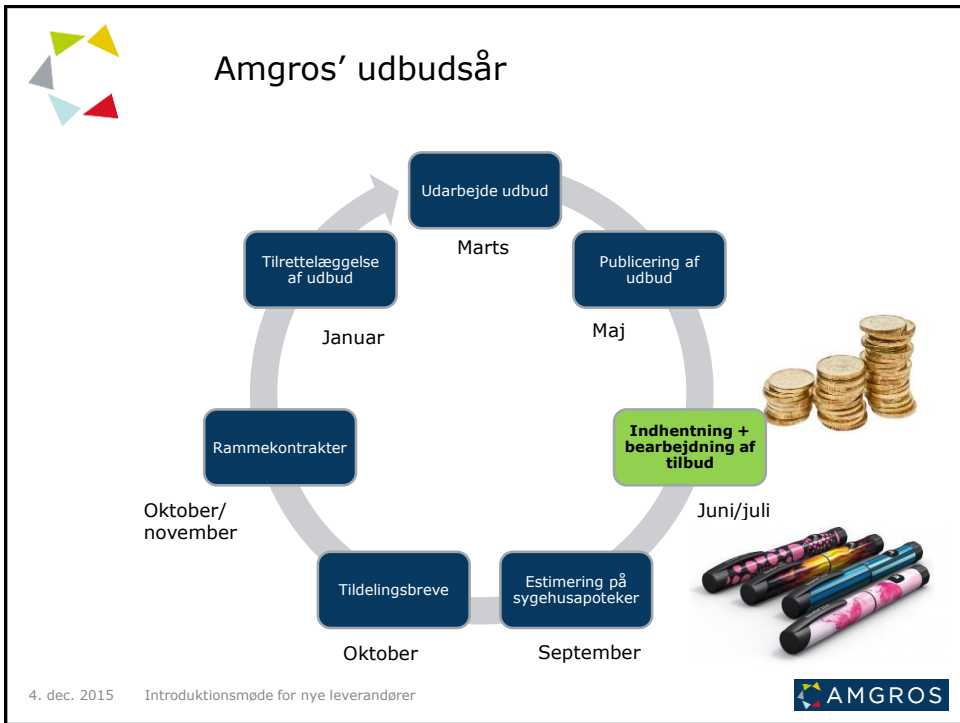 Amgros’ udbudsår
Udarbejde udbud
Marts
Publicering af
udbud
Maj
Indhentning +
bearbejdning af
tilbud
Juni/juli
Estimering på
sygehusapoteker
September
Tildelingsbreve
Oktober
Rammekontrakter
Oktober/
november
Tilrettelæggelse
af udbud
Januar
4. dec. 2015 Introduktionsmøde for nye leverandører
AMGROS